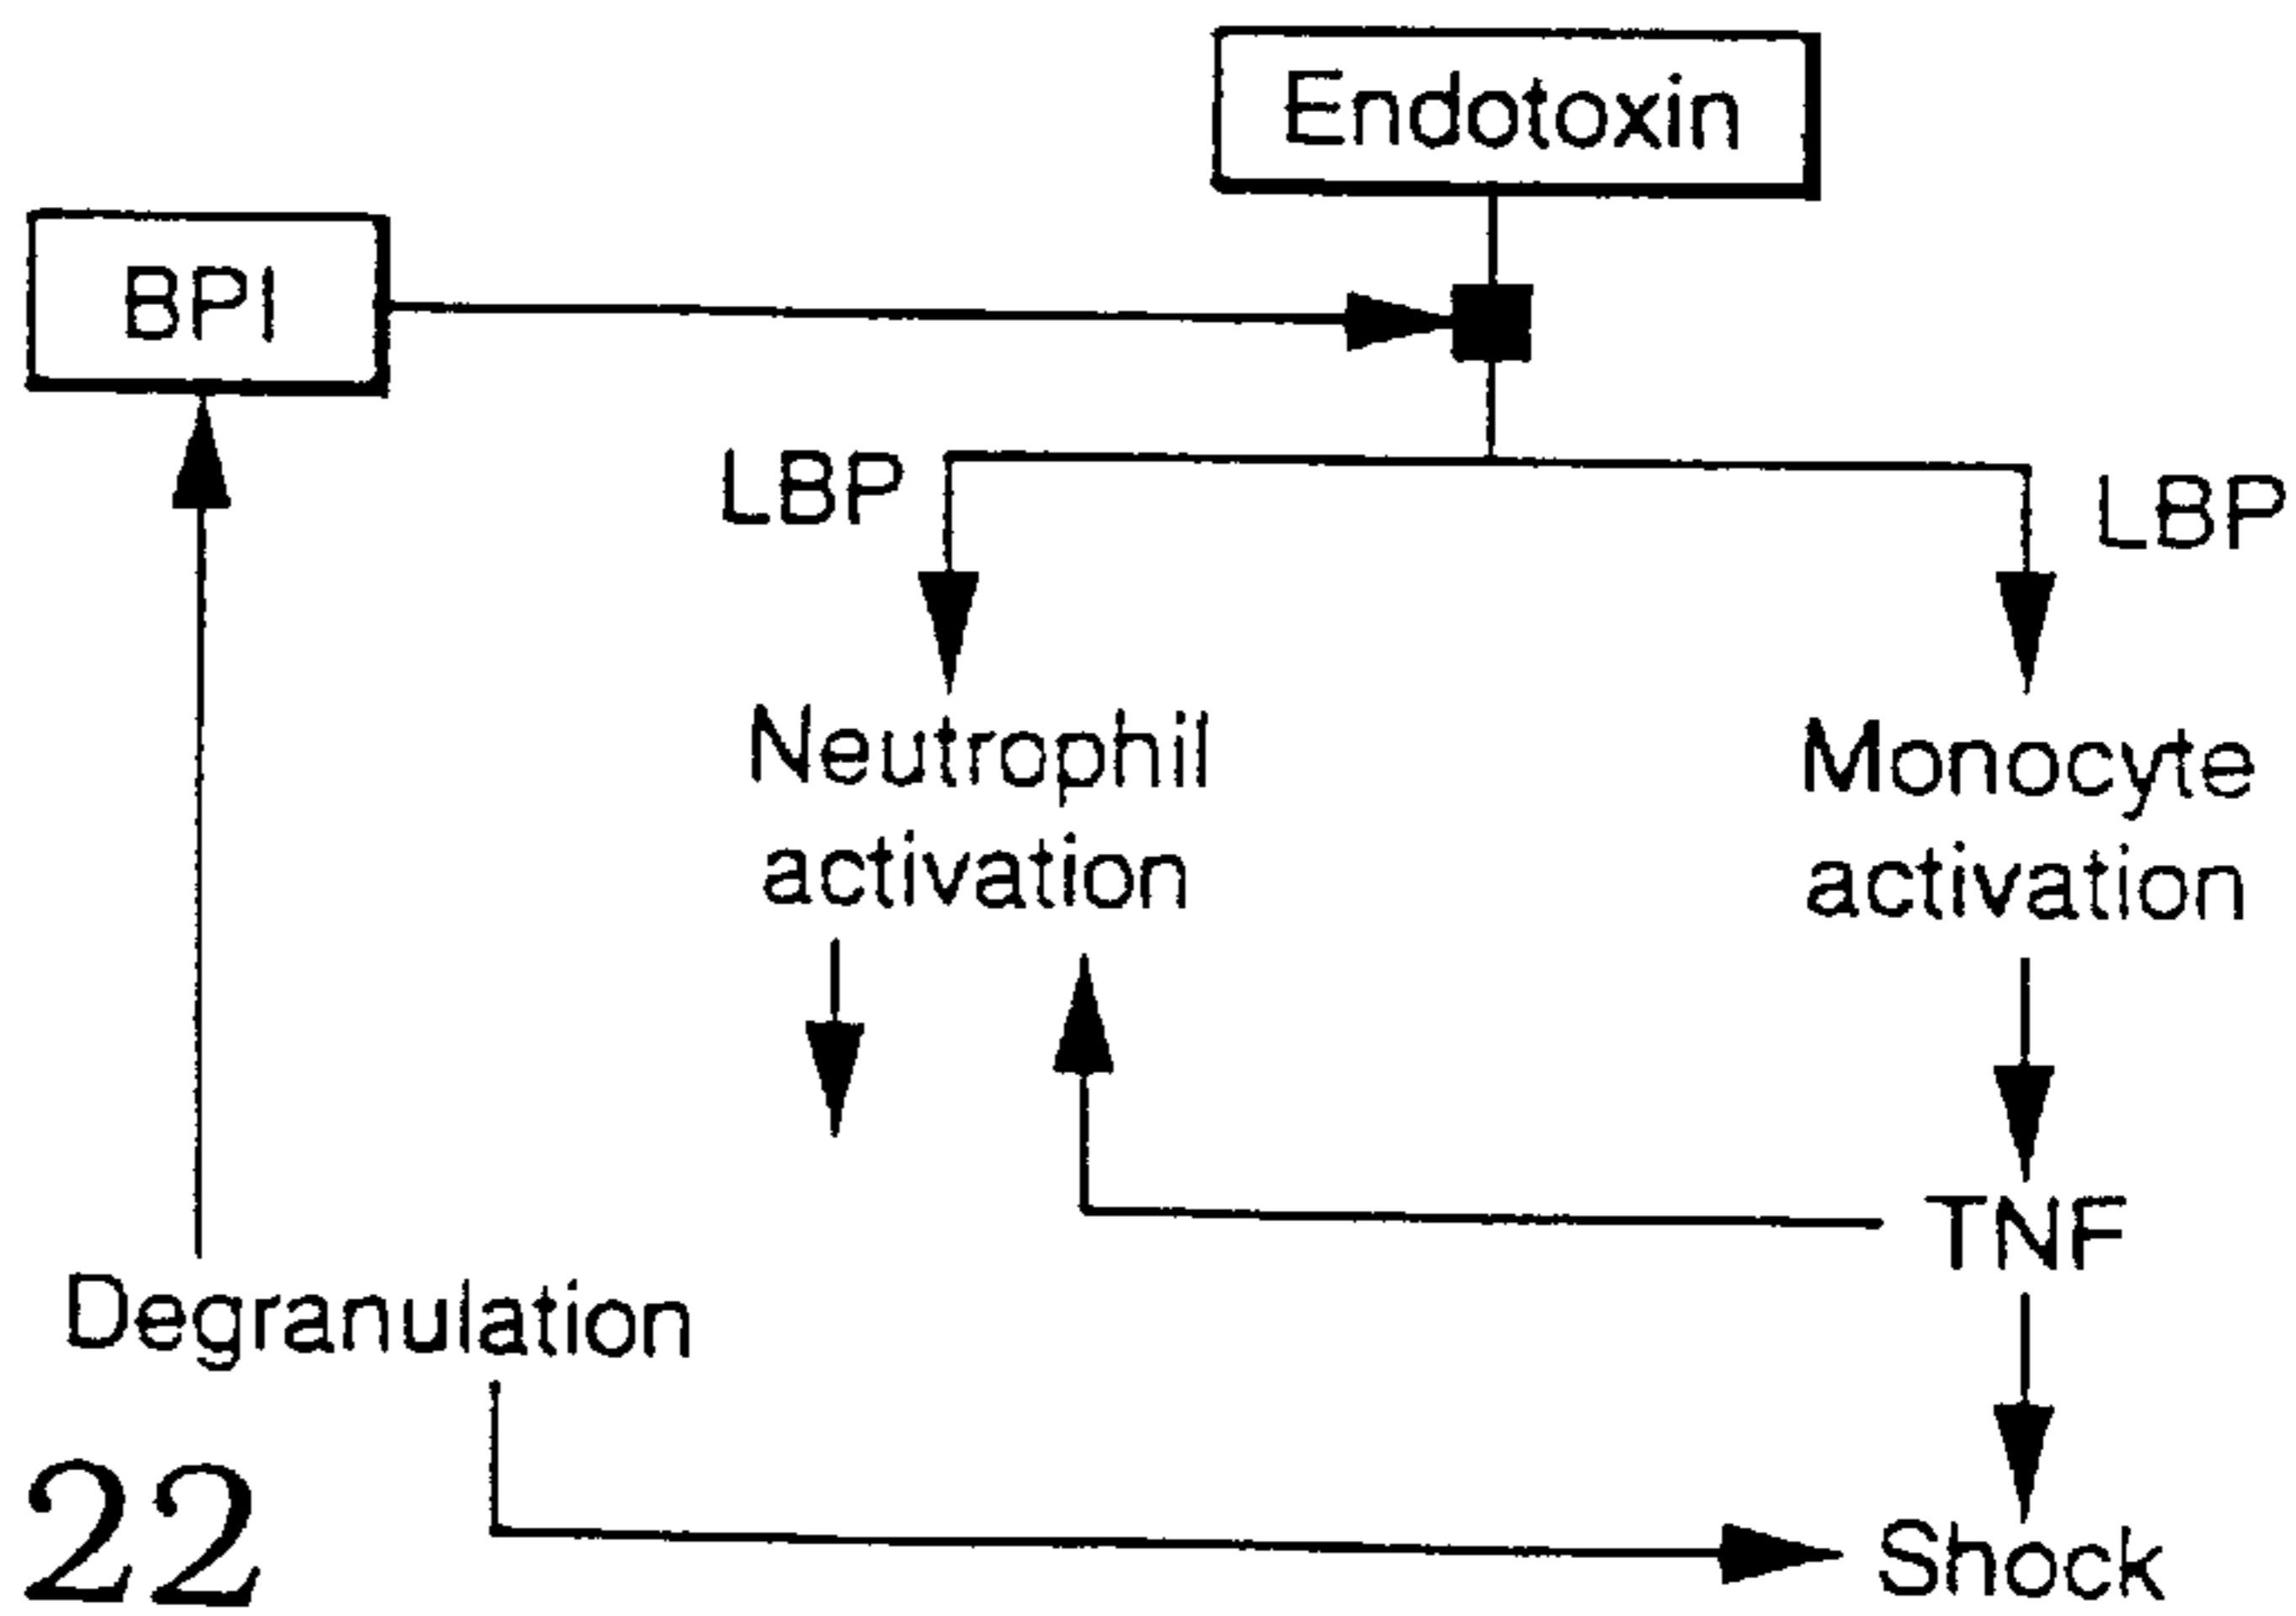 Endotoxin
BPI
LBP
LBP
Neutrophil
activation
Monocyte
activation
TNF
Degranulation
22
Shock